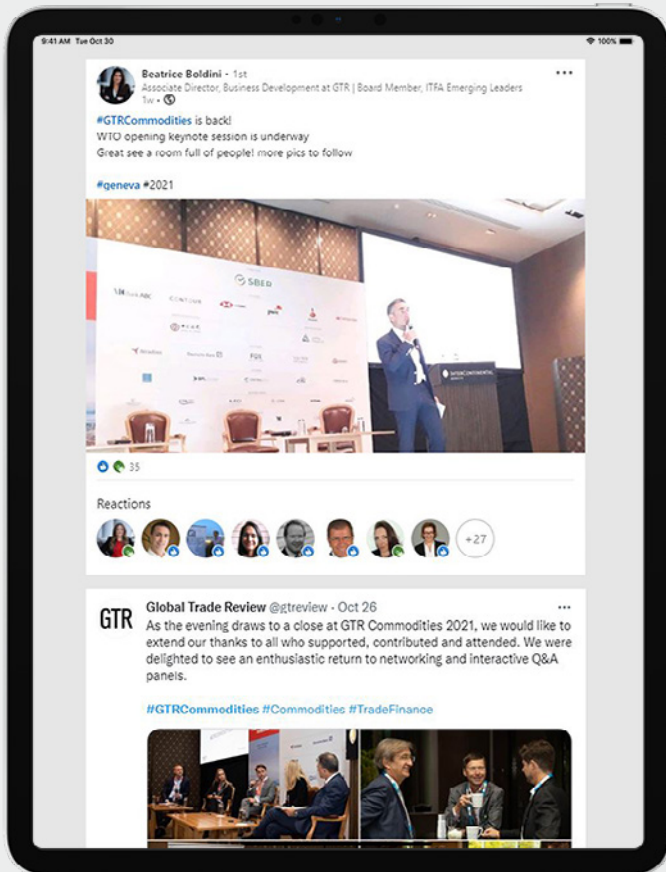 9:41 AM Tue Oct 30
100%
Beatrice Boldini • 1st
Associate Director, Business Development at GTR | Board Member, ITFA Emerging Leaders
1w •
#GTRCommodities is back!
WTO opening keynote session is underway
Great see a room full of people! more pics to follow
#geneva #2021
SBER
CONTOUR
pwc
INTERCONTINENTAL
35
Reactions
+27
GTR
Global Trade Review @gtreview • Oct 26
As the evening draws to a close at GTR Commodities 2021, we would like to
extend our thanks to all who supported, contributed and attended. We were
delighted to see an enthusiastic return to networking and interactive Q&A
panels.
#GTRCommodities #Commodities #TradeFinance